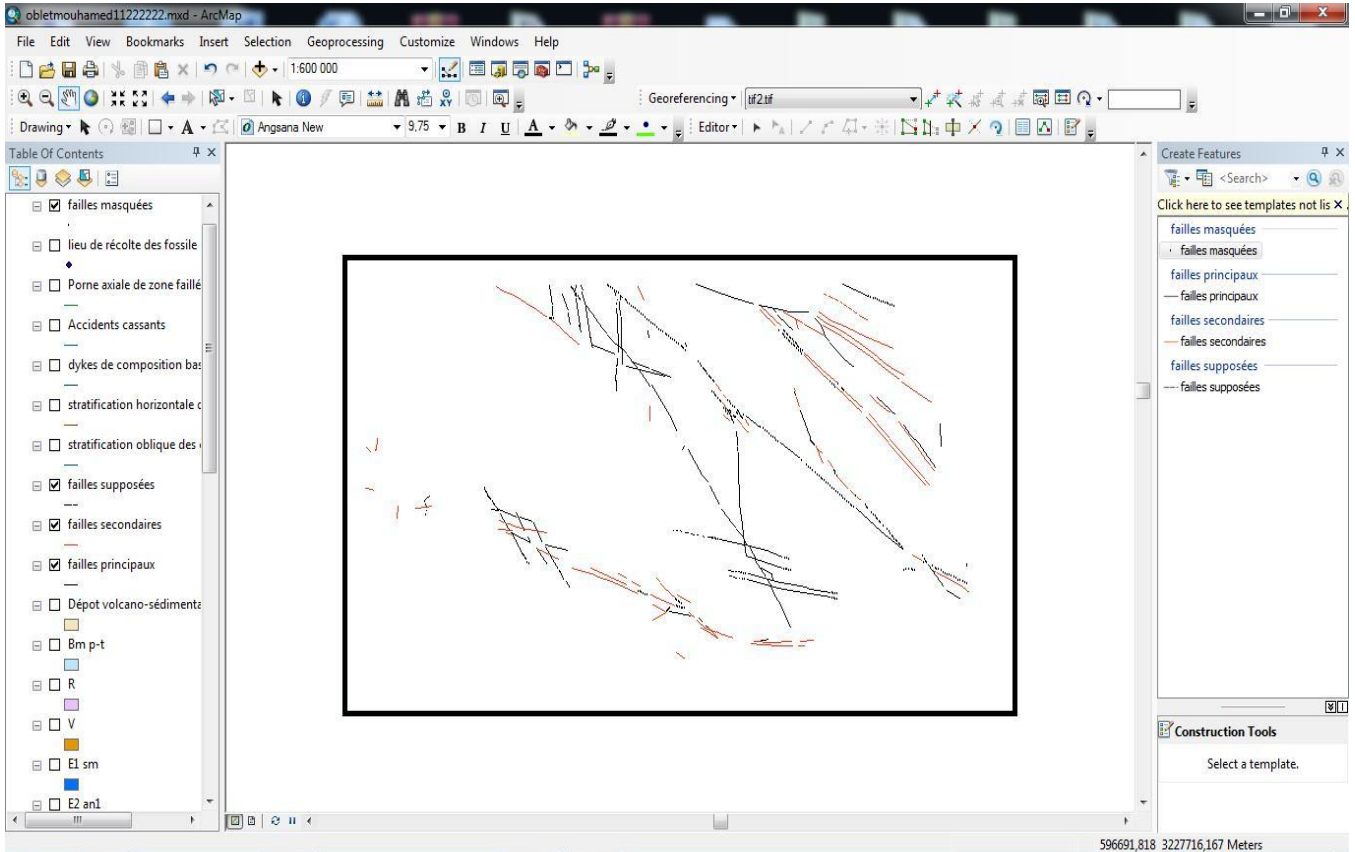 obletmouhamed11222222.mxd - ArcMap
File Edit View Bookmarks Insert Selection Geoprocessing Customize Windows Help
1:600 000
Georeferencing tif2.tif
Drawing A Angsana New 9,75 B I U A Editor
Table Of Contents
failles masquées
lieu de récolte des fossile
Porne axiale de zone faillé
Accidents cassants
dykes de composition bas
stratification horizontale
stratification oblique des
failles supposées
failles secondaires
failles principaux
Dépot volcano-sédimenta
Bm p-t
R
V
E1 sm
E2 an1
Create Features
<Search>
Click here to see templates not lis
failles masquées
failles masquées
failles principaux
failles principaux
failles secondaires
failles secondaires
failles supposées
failles supposées
Construction Tools
Select a template.
596691,818 3227716,167 Meters